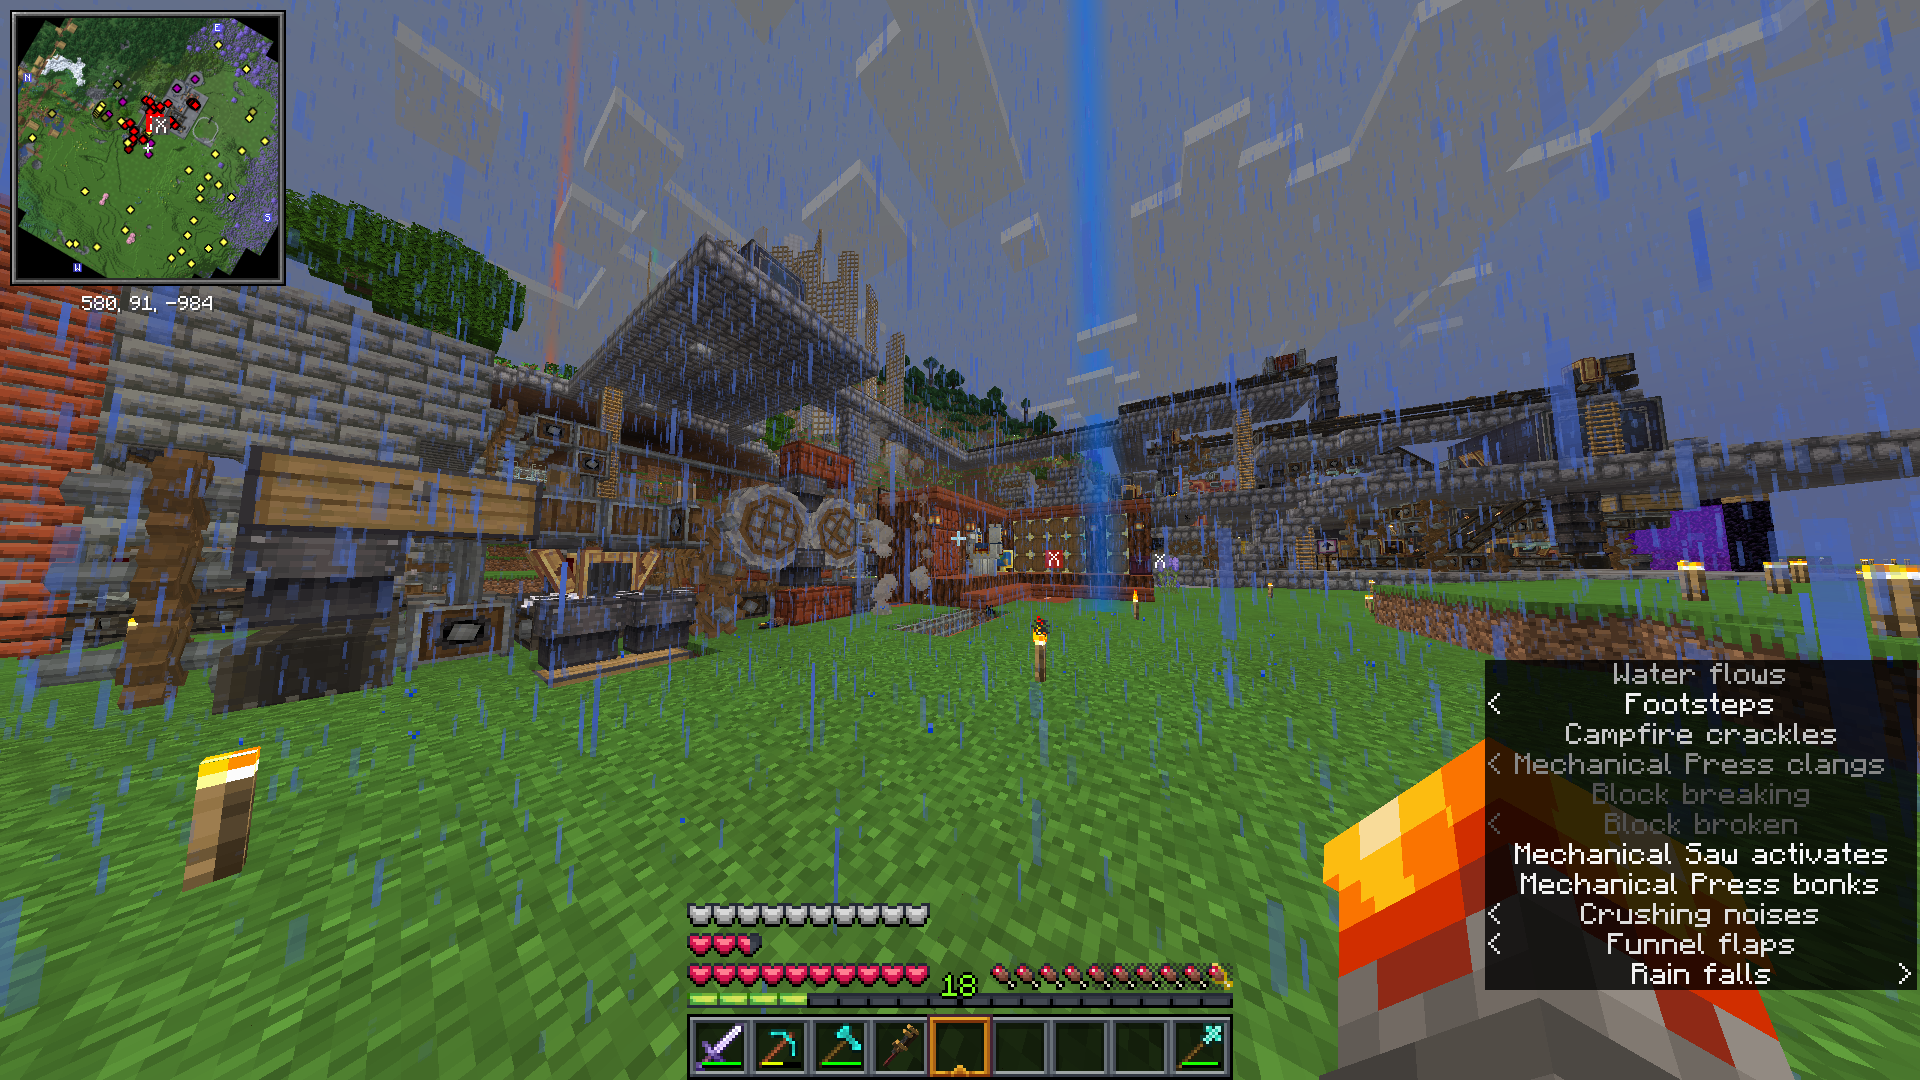 E
N
X
S
W
580, 91, -984
X
X
Water flows
< Footsteps
Campfire crackles
< Mechanical Press clangs
Block breaking
< Block broken
Mechanical Saw activates
Mechanical Press bonks
< Crushing noises
< Funnel flaps
Rain falls >
18